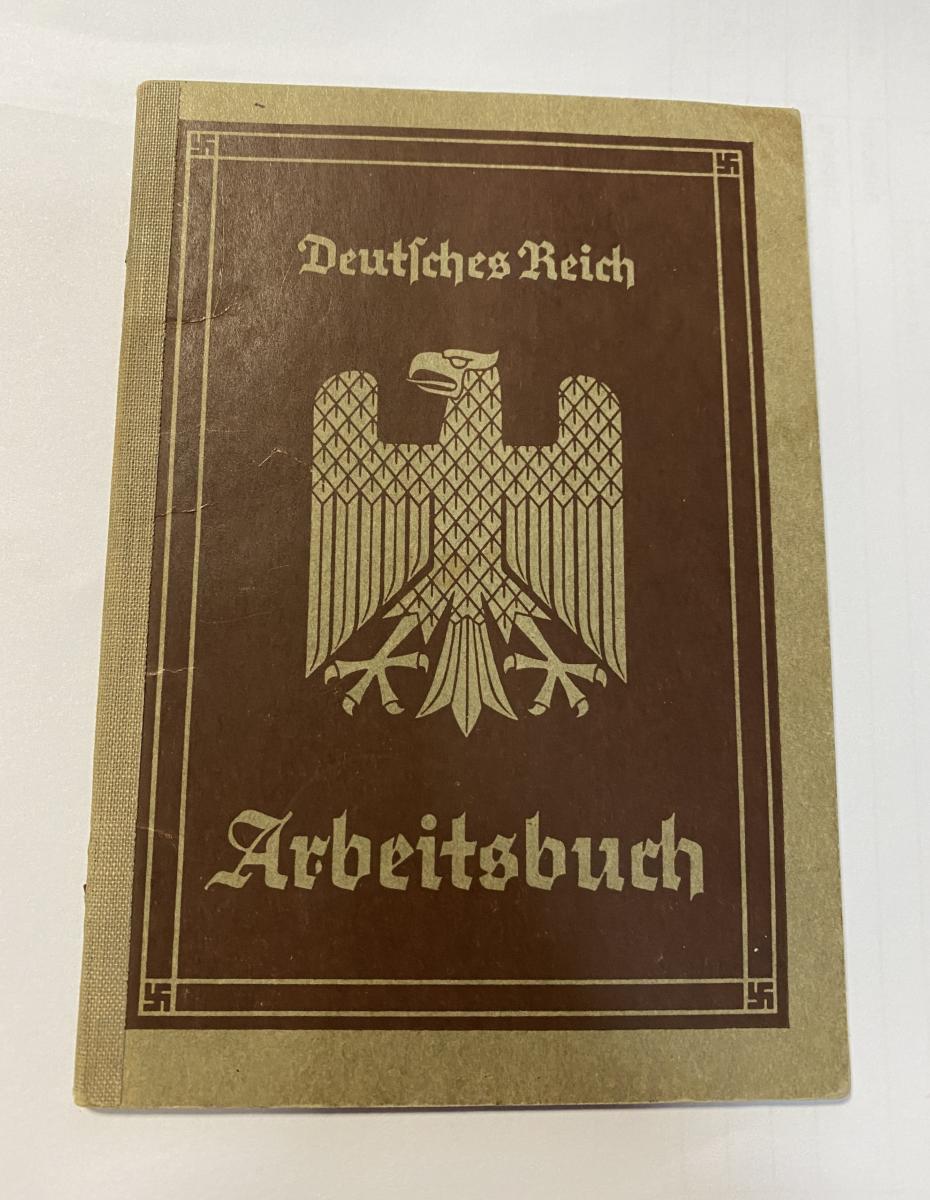 Deutſches Reich
Arbeitsbuch